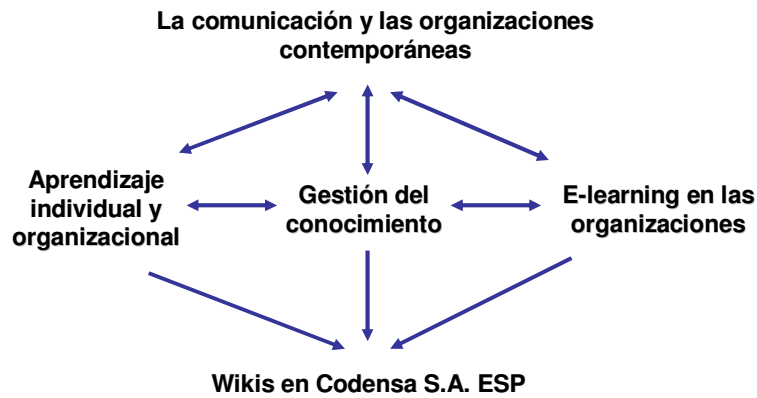 La comunicación y las organizaciones
contemporáneas
Aprendizaje
individual y
organizacional
Gestión del
conocimiento
E-learning en las
organizaciones
Wikis en Codensa S.A. ESP